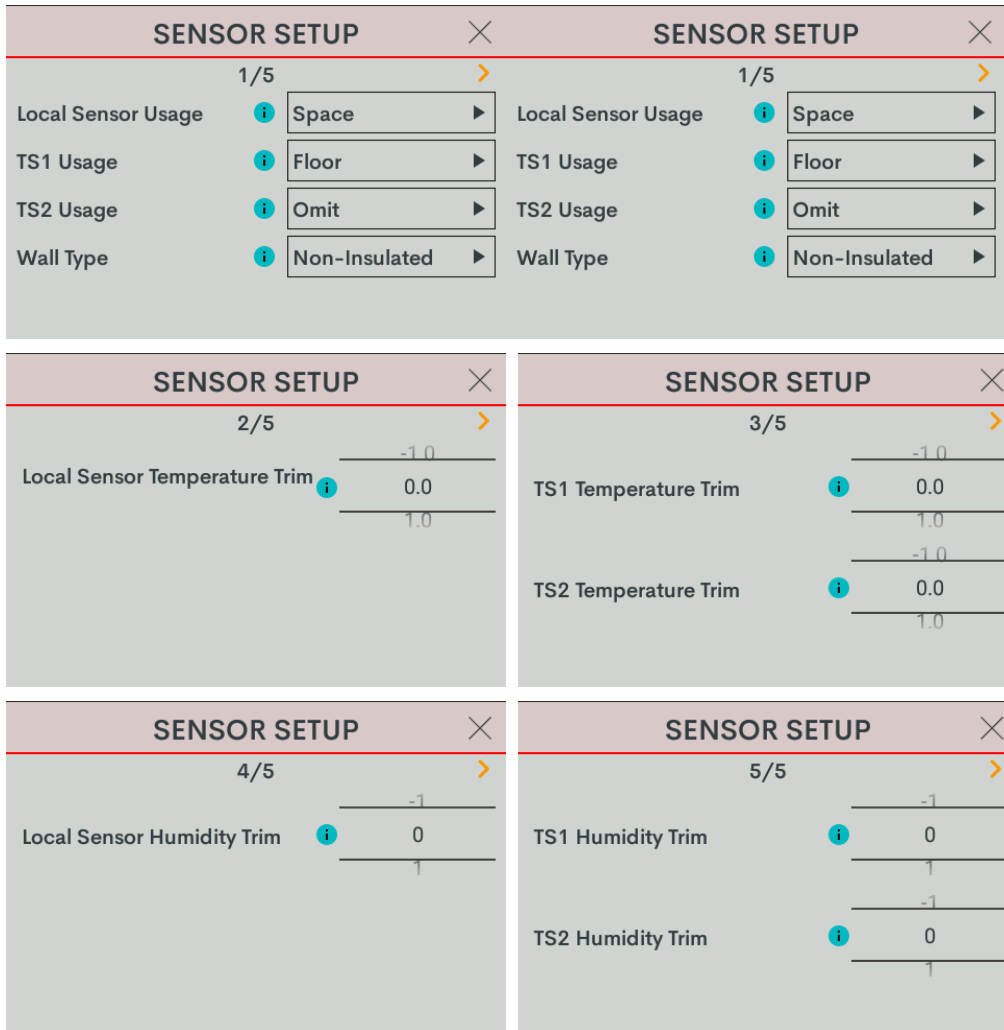 SENSOR SETUP
1/5
Local Sensor Usage i Space
TS1 Usage i Floor
TS2 Usage i Omit
Wall Type i Non-Insulated
SENSOR SETUP
1/5
Local Sensor Usage i Space
TS1 Usage i Floor
TS2 Usage i Omit
Wall Type i Non-Insulated
SENSOR SETUP
2/5
-1.0
Local Sensor Temperature Trim i 0.0
1.0
SENSOR SETUP
3/5
-1.0
TS1 Temperature Trim i 0.0
1.0
-1.0
TS2 Temperature Trim i 0.0
1.0
SENSOR SETUP
4/5
-1
Local Sensor Humidity Trim i 0
1
SENSOR SETUP
5/5
-1
TS1 Humidity Trim i 0
1
-1
TS2 Humidity Trim i 0
1